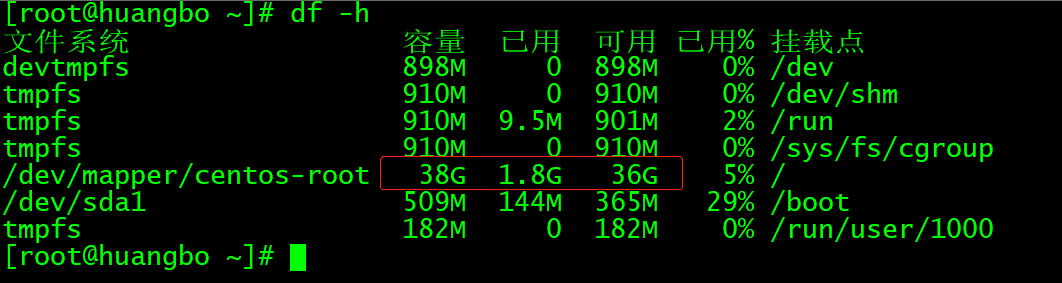 [root@huangbo ~]# df -h
文件系统 容量 已用 可用 已用% 挂载点
devtmpfs 898M 0 898M 0% /dev
tmpfs 910M 0 910M 0% /dev/shm
tmpfs 910M 9.5M 901M 2% /run
tmpfs 910M 0 910M 0% /sys/fs/cgroup
/dev/mapper/centos-root 38G 1.8G 36G 5% /
/dev/sda1 509M 144M 365M 29% /boot
tmpfs 182M 0 182M 0% /run/user/1000
[root@huangbo ~]#